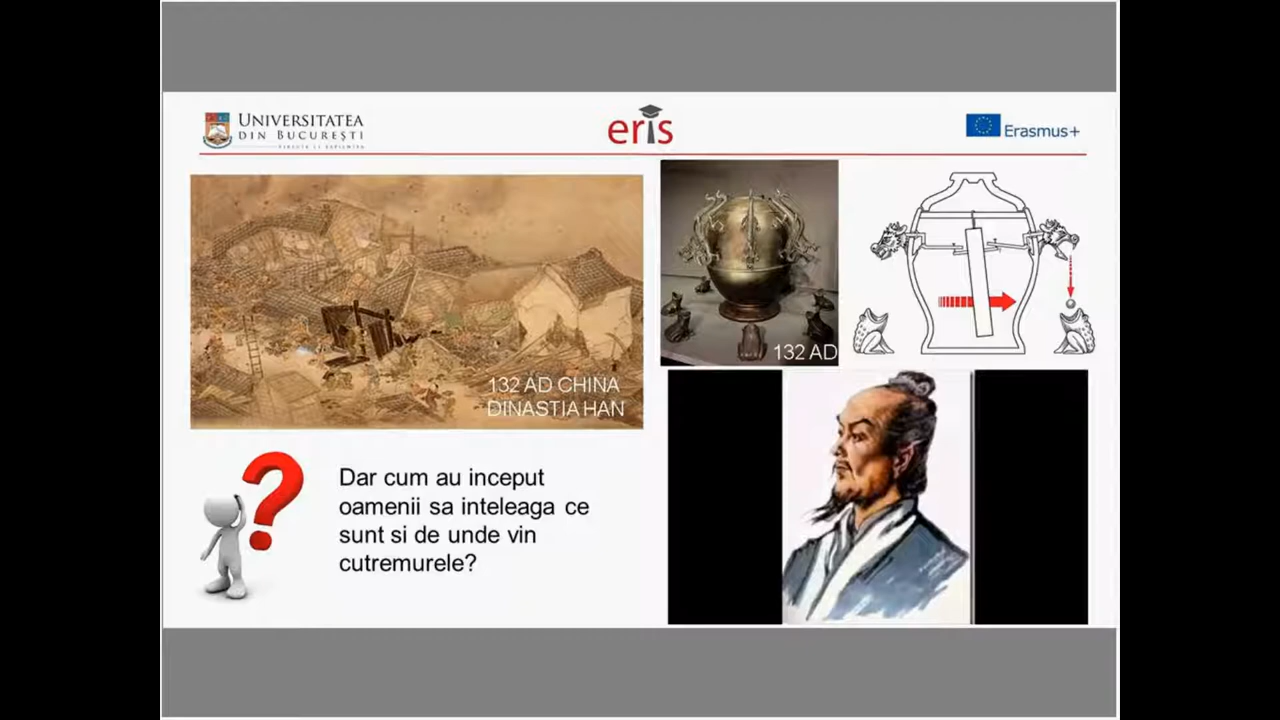 UNIVERSITATEA
DIN BUCUREȘTI
eris
Erasmus+
132 AD CHINA
DINASTIA HAN
132 AD
Dar cum au inceput
oamenii sa inteleaga ce
sunt si de unde vin
cutremurele?